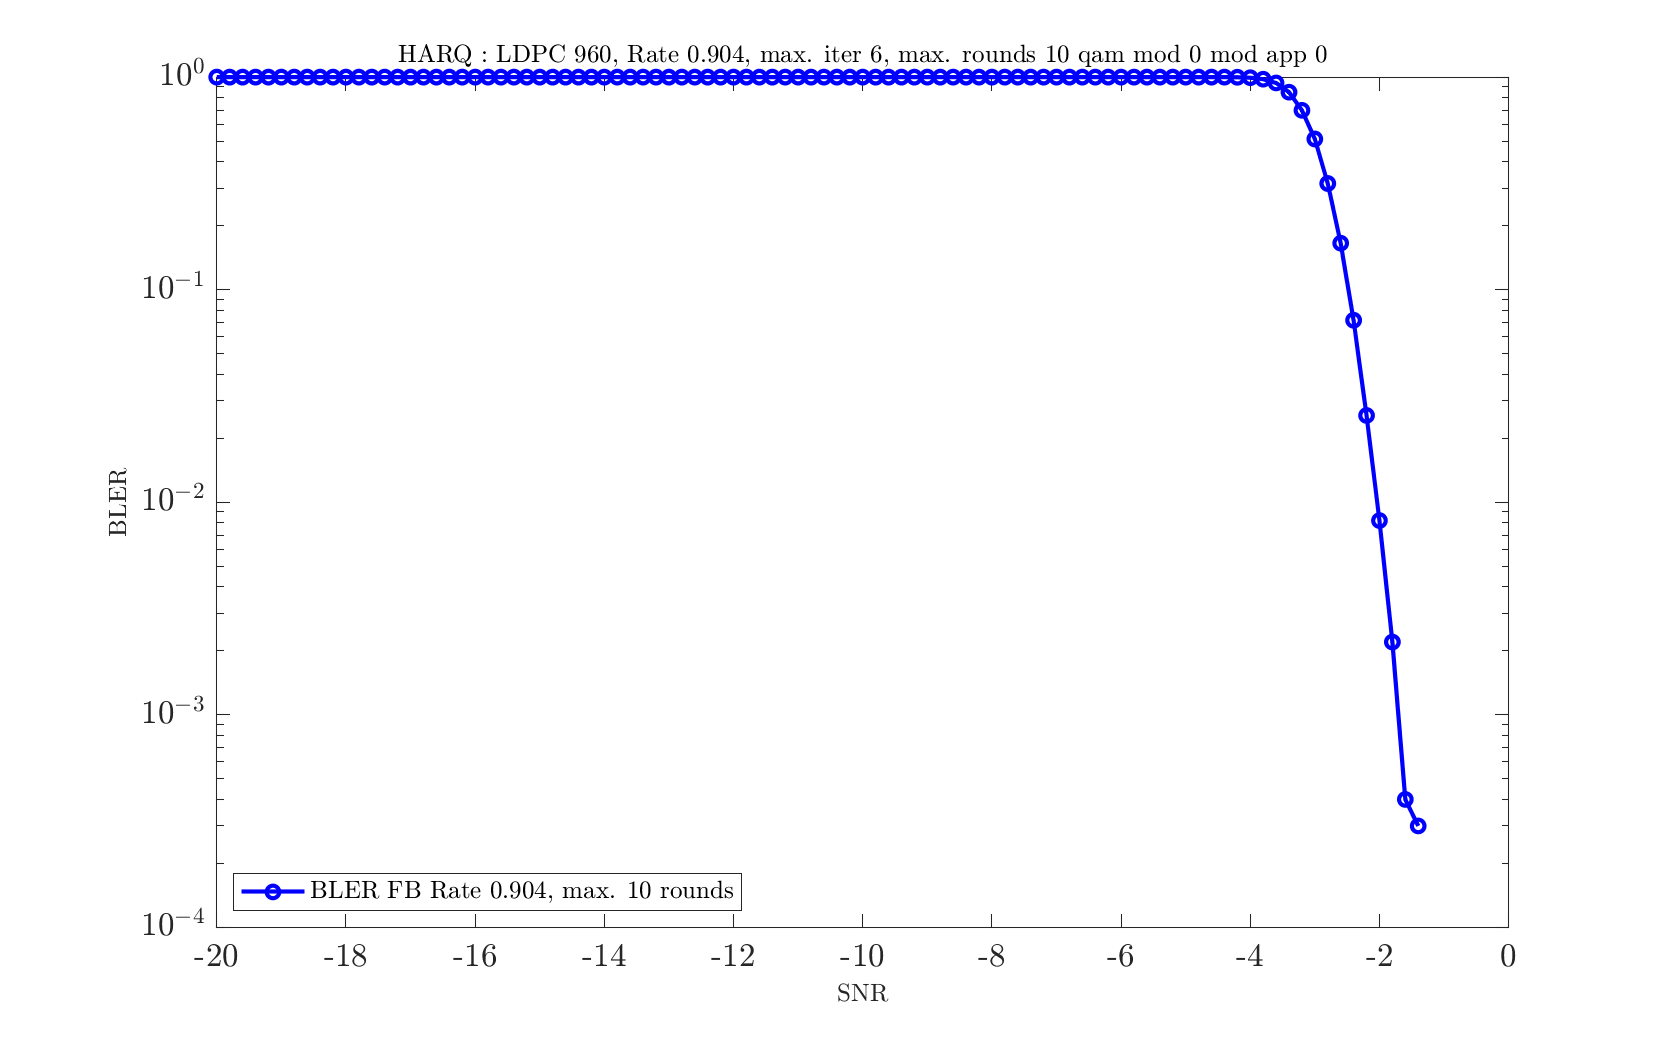 HARQ : LDPC 960, Rate 0.904, max. iter 6, max. rounds 10 qam mod 0 mod app 0
10^0
10^{-1}
10^{-2}
10^{-3}
10^{-4}
BLER
BLER FB Rate 0.904, max. 10 rounds
-20 -18 -16 -14 -12 -10 -8 -6 -4 -2 0
SNR